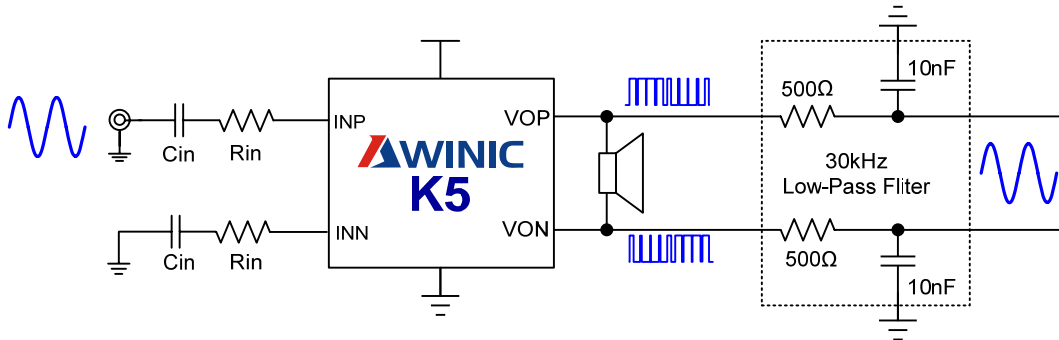 10nF
500Ω
INP
VOP
Cin
Rin
AWINIC
K5
30kHz
Low-Pass Fliter
INN
VON
Cin
Rin
500Ω
10nF